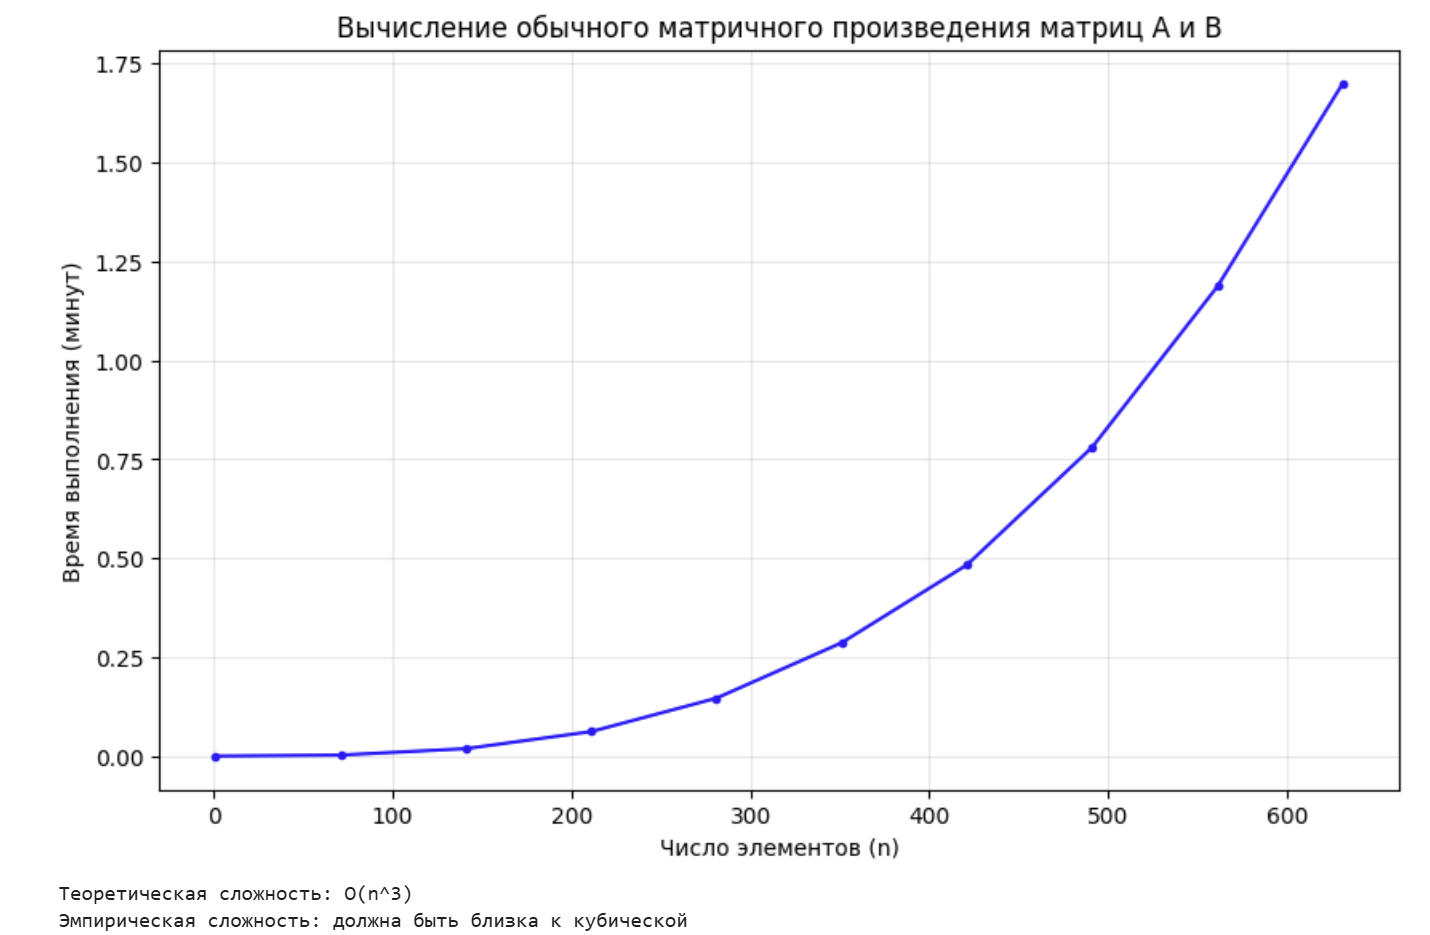 Вычисление обычного матричного произведения матриц A и B
1.75
1.50
1.25
1.00
0.75
0.50
0.25
0.00
Время выполнения (минут)
0 100 200 300 400 500 600
Число элементов (n)
Теоретическая сложность: O(n^3)
Эмпирическая сложность: должна быть близка к кубической